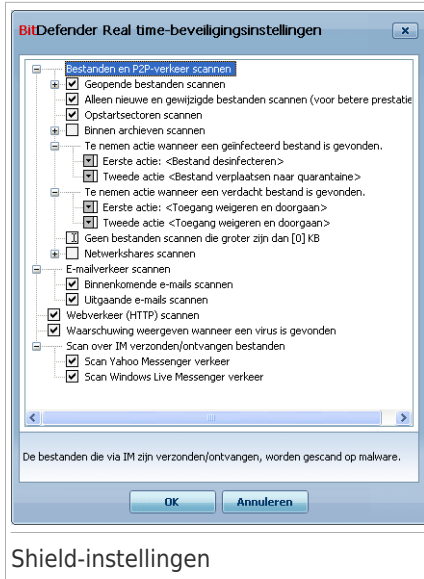 BitDefender Real time-beveiligingsinstellingen
Bestanden en P2P-verkeer scannen
Geopende bestanden scannen
Alleen nieuwe en gewijzigde bestanden scannen (voor betere prestatie
Opstartsectoren scannen
Binnen archieven scannen
Te nemen actie wanneer een geïnfecteerd bestand is gevonden.
Eerste actie: <Bestand desinfecteren>
Tweede actie <Bestand verplaatsen naar quarantaine>
Te nemen actie wanneer een verdacht bestand is gevonden.
Eerste actie: <Toegang weigeren en doorgaan>
Tweede actie <Toegang weigeren en doorgaan>
Geen bestanden scannen die groter zijn dan [0] KB
Netwerkshares scannen
E-mailverkeer scannen
Binnenkomende e-mails scannen
Uitgaande e-mails scannen
Webverkeer (HTTP) scannen
Waarschuwing weergeven wanneer een virus is gevonden
Scan over IM verzonden/ontvangen bestanden
Scan Yahoo Messenger verkeer
Scan Windows Live Messenger verkeer
De bestanden die via IM zijn verzonden/ontvangen, worden gescand op malware.
OK Annuleren
Shield-instellingen